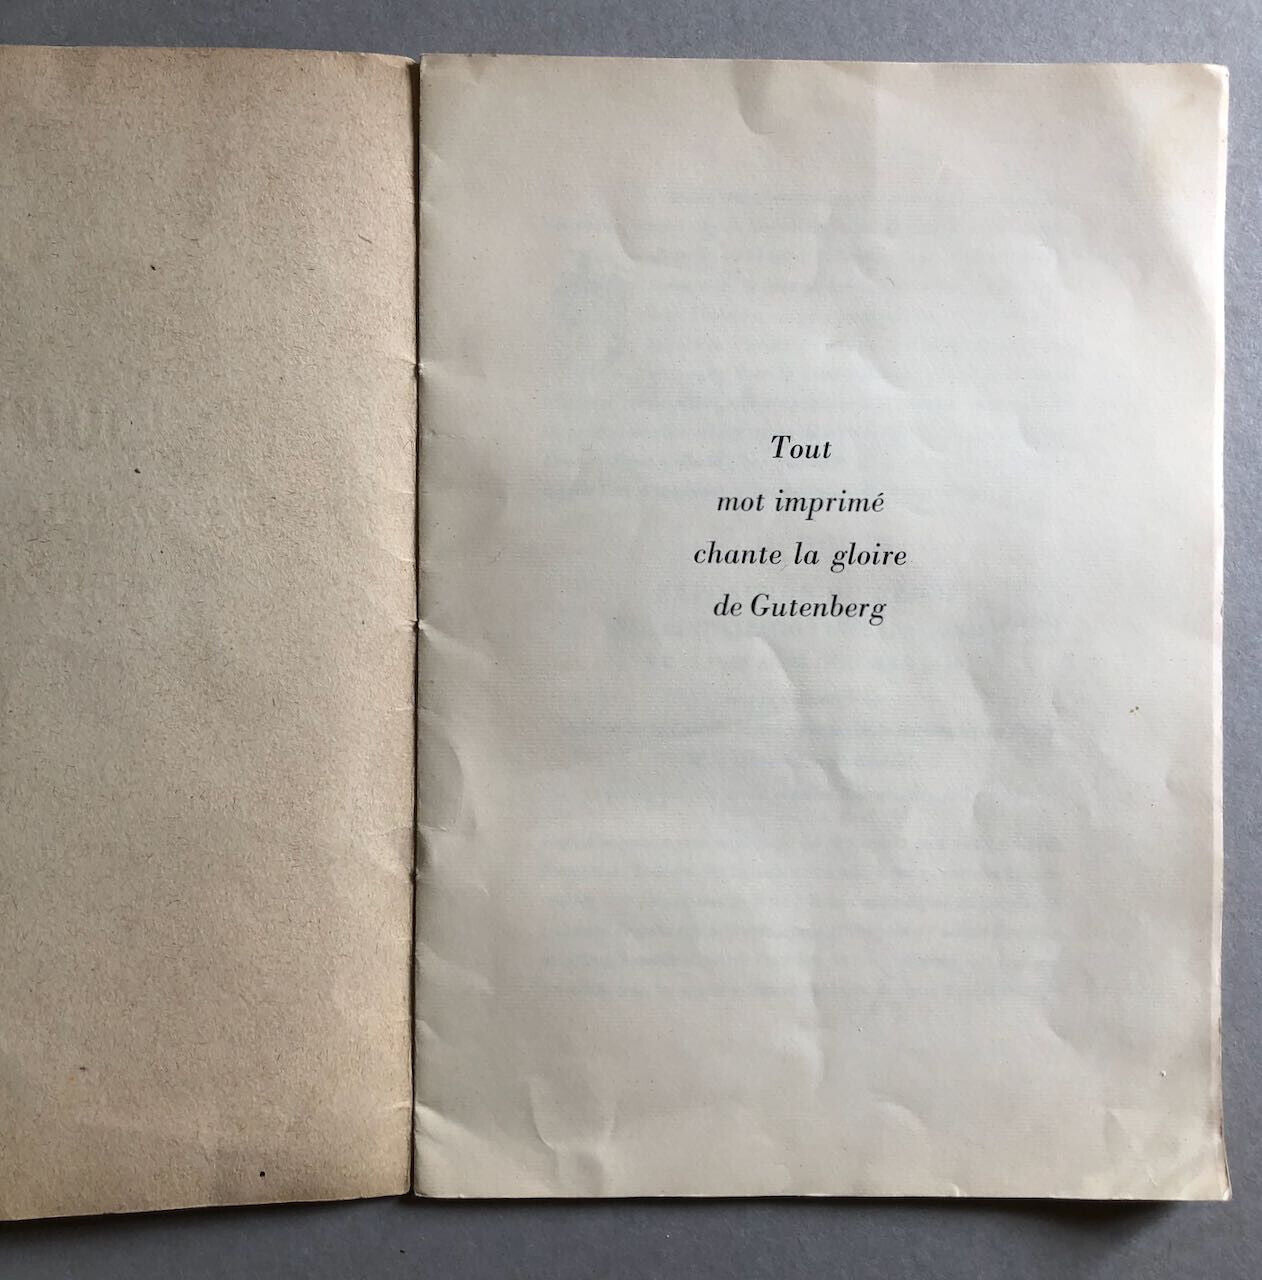 Tout
mot imprimé
chante la gloire
de Gutenberg